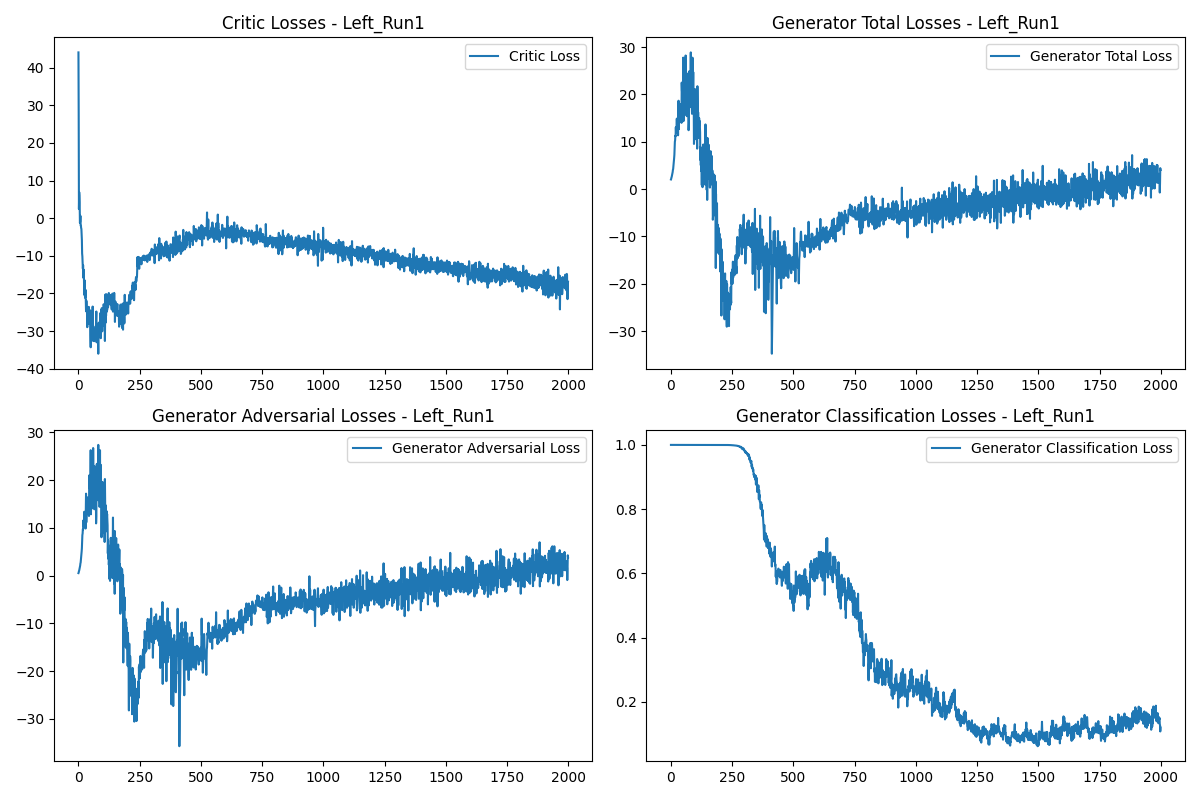 Critic Losses - Left_Run1
Critic Loss
40
30
20
10
0
−10
−20
−30
−40
0 250 500 750 1000 1250 1500 1750 2000
Generator Total Losses - Left_Run1
Generator Total Loss
30
20
10
0
−10
−20
−30
0 250 500 750 1000 1250 1500 1750 2000
Generator Adversarial Losses - Left_Run1
Generator Adversarial Loss
30
20
10
0
−10
−20
−30
0 250 500 750 1000 1250 1500 1750 2000
Generator Classification Losses - Left_Run1
Generator Classification Loss
1.0
0.8
0.6
0.4
0.2
0 250 500 750 1000 1250 1500 1750 2000